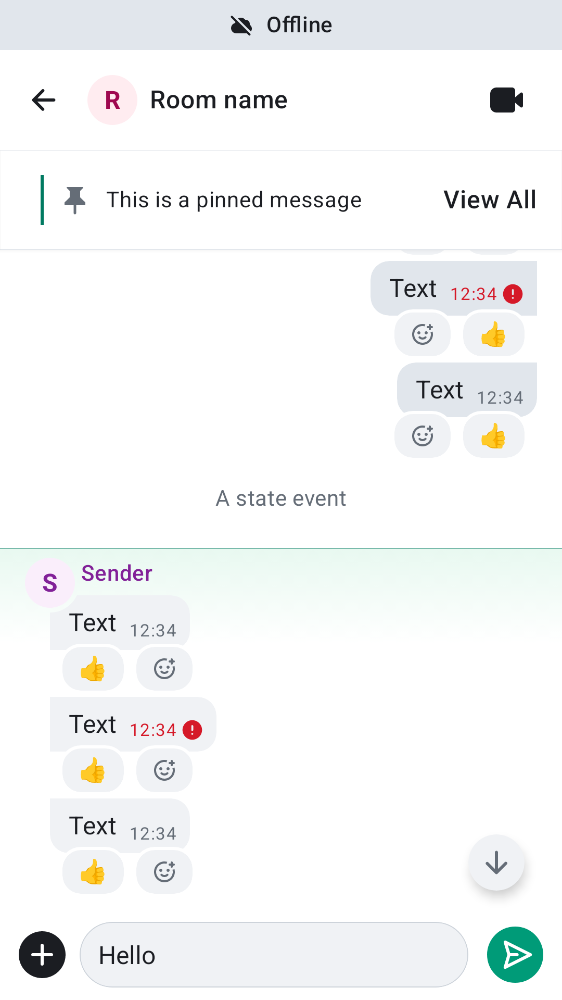 Offline
R Room name
This is a pinned message View All
Text 12:34
Text 12:34
A state event
S Sender
Text 12:34
Text 12:34
Text 12:34
Hello